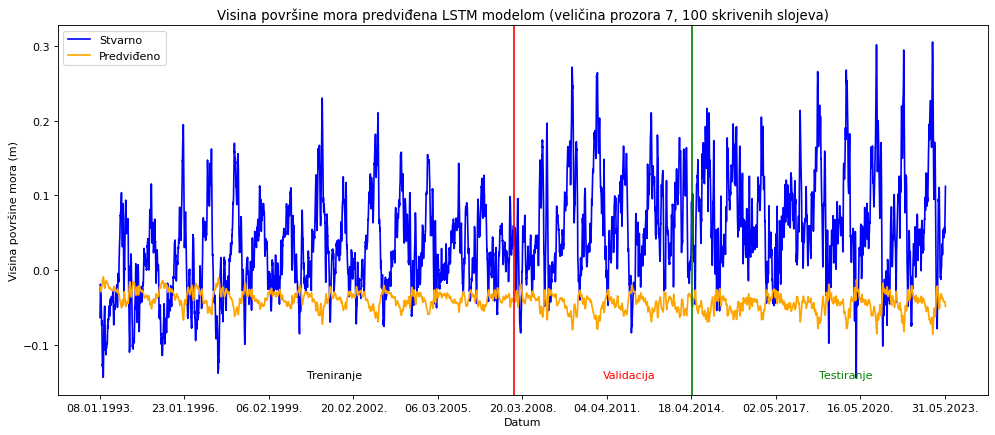 Visina površine mora predviđena LSTM modelom (veličina prozora 7, 100 skrivenih slojeva)
Stvarno
Predviđeno
0.3
0.2
0.1
0.0
−0.1
Visina površine mora (m)
Treniranje
Validacija
Testiranje
08.01.1993.
23.01.1996.
06.02.1999.
20.02.2002.
06.03.2005.
20.03.2008.
04.04.2011.
18.04.2014.
02.05.2017.
16.05.2020.
31.05.2023.
Datum